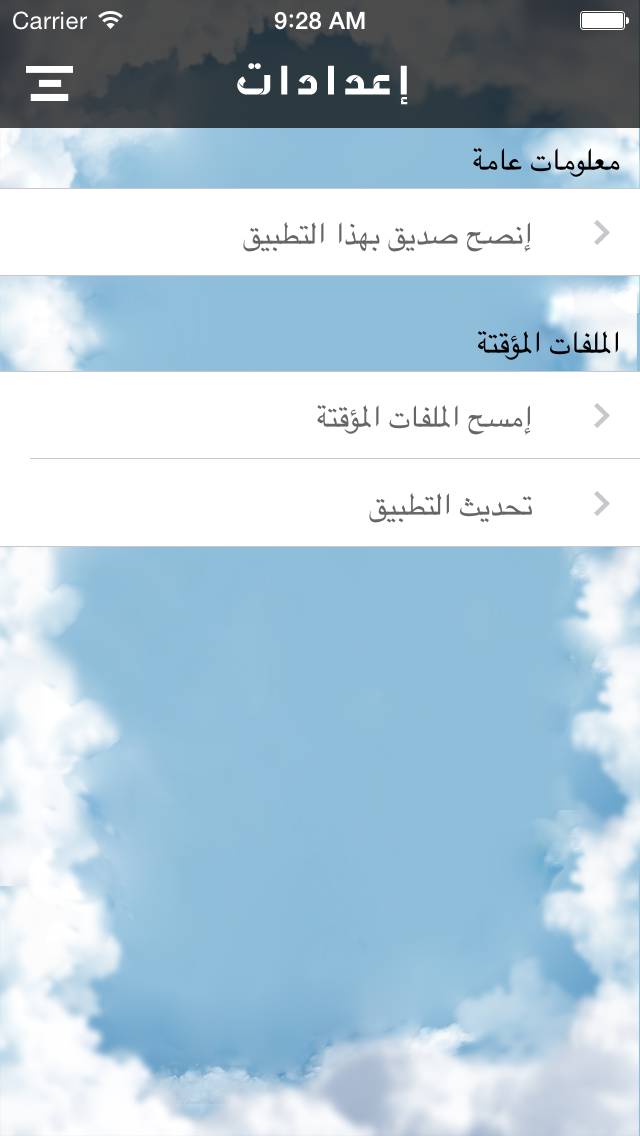 Carrier 9:28 AM
إعدادات
معلومات عامة
إنصح صديق بهذا التطبيق
الملفات المؤقتة
إمسح الملفات المؤقتة
تحديث التطبيق